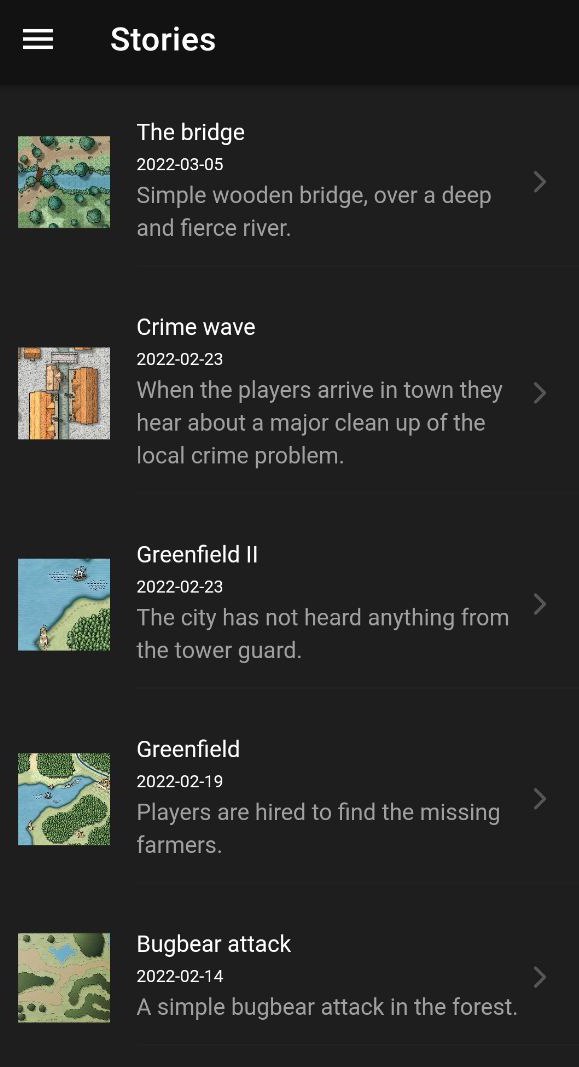 Stories
The bridge
2022-03-05
Simple wooden bridge, over a deep
and fierce river.
Crime wave
2022-02-23
When the players arrive in town they
hear about a major clean up of the
local crime problem.
Greenfield II
2022-02-23
The city has not heard anything from
the tower guard.
Greenfield
2022-02-19
Players are hired to find the missing
farmers.
Bugbear attack
2022-02-14
A simple bugbear attack in the forest.